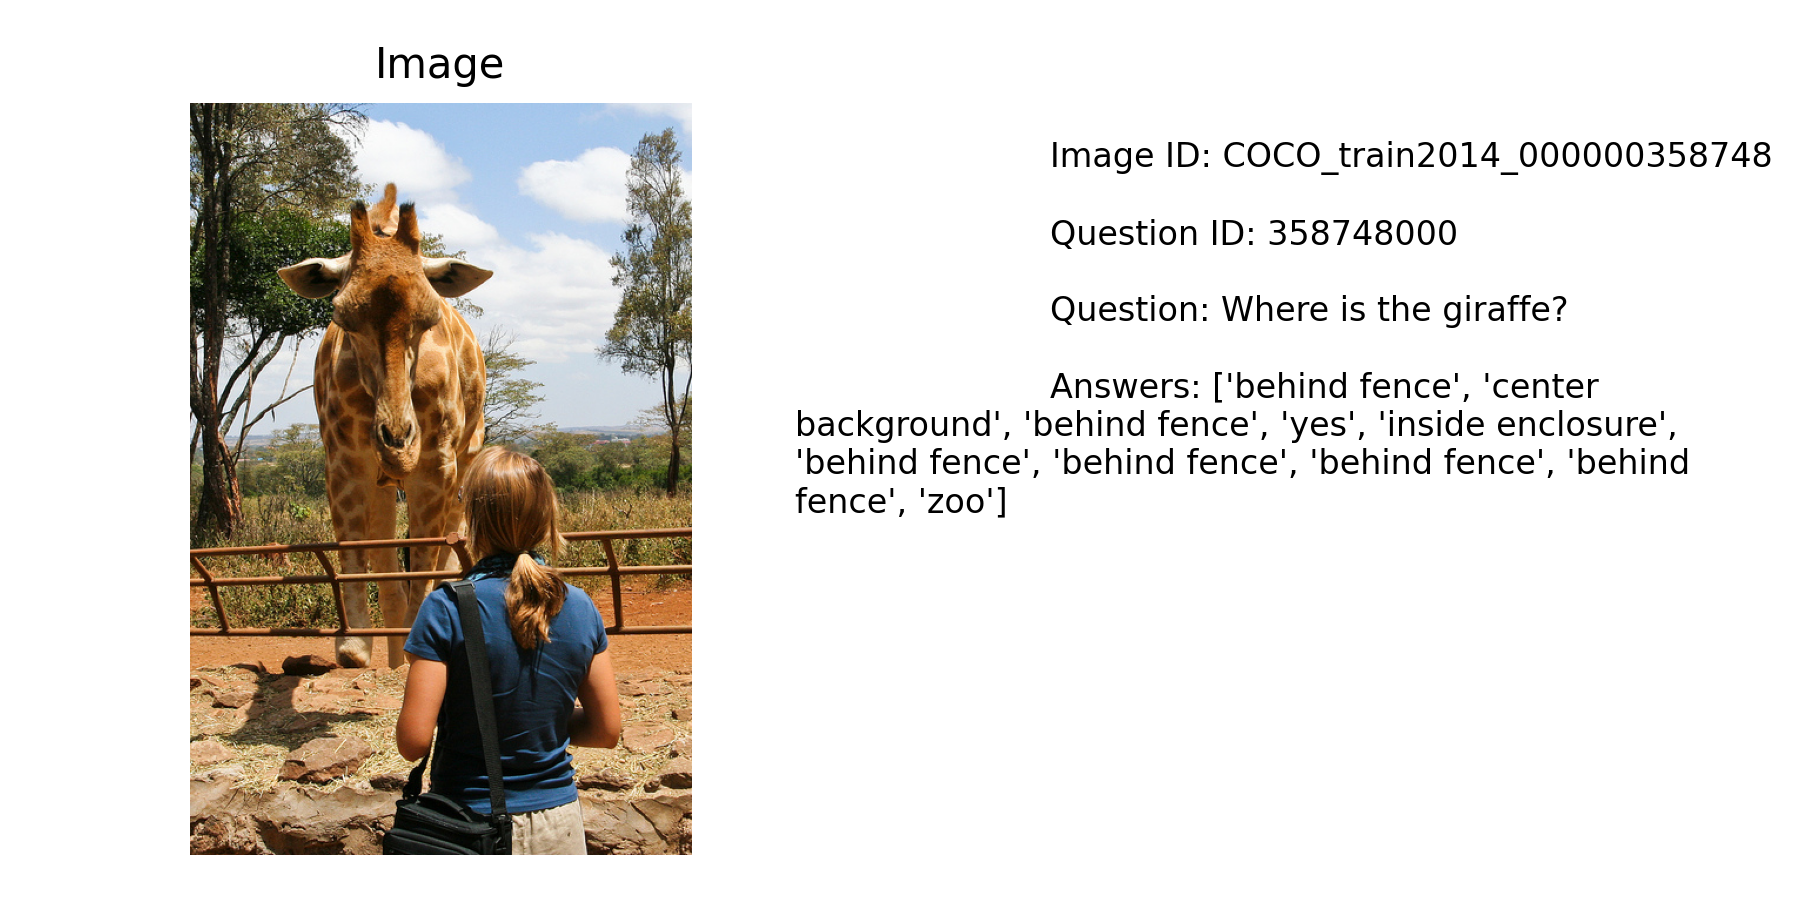 Image
Image ID: COCO_train2014_000000358748
Question ID: 358748000
Question: Where is the giraffe?
Answers: ['behind fence', 'center
background', 'behind fence', 'yes', 'inside enclosure',
'behind fence', 'behind fence', 'behind fence', 'behind
fence', 'zoo']